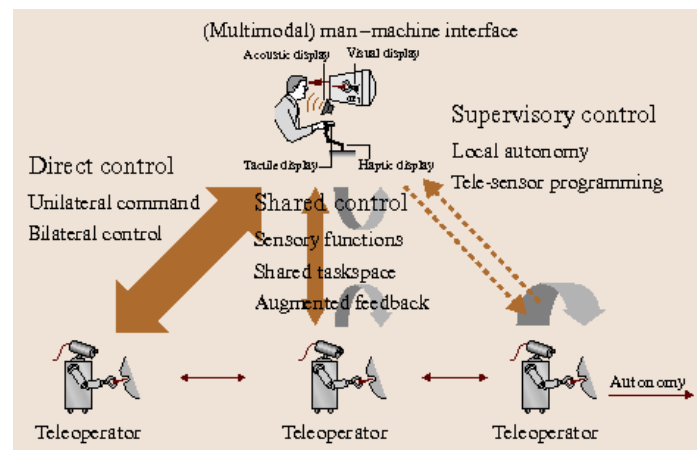 (Multimodal) man–machine interface
Acoustic display
Visual display
Tactile display
Haptic display
Direct control
Unilateral command
Bilateral control
Shared control
Sensory functions
Shared taskspace
Augmented feedback
Supervisory control
Local autonomy
Tele-sensor programming
Teleoperator
Teleoperator
Teleoperator
Autonomy